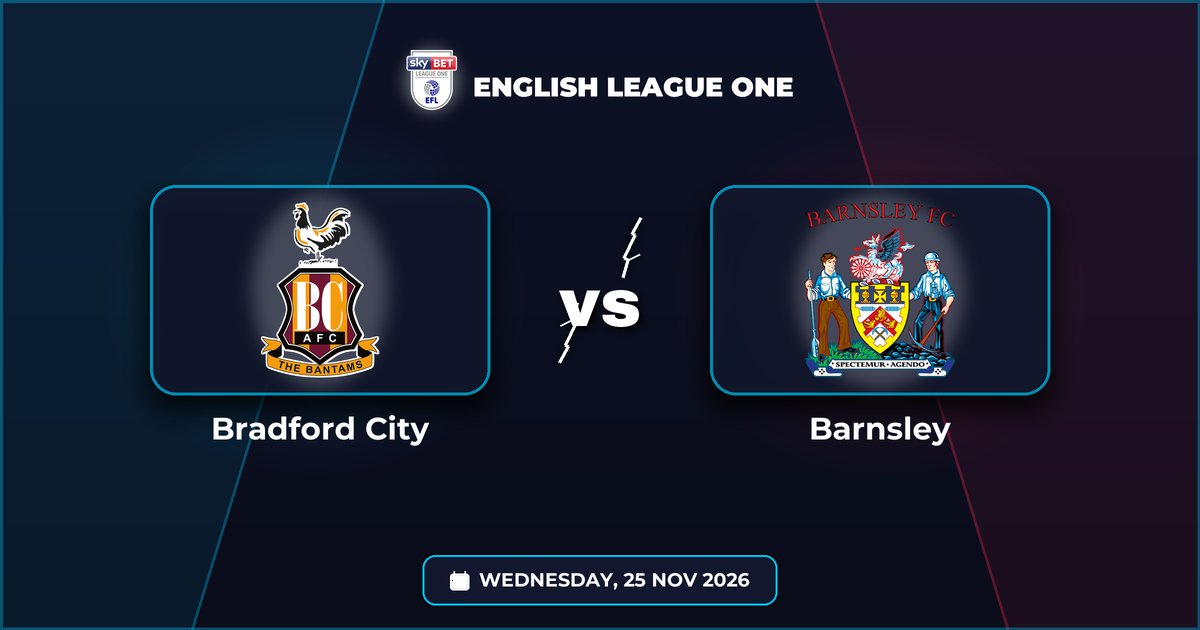 sky BET
LEAGUE ONE
EFL
ENGLISH LEAGUE ONE
BC
AFC
THE BANTAMS
vs
BARNSLEY FC
SPECTEMUR • AGENDO
Bradford City
Barnsley
WEDNESDAY, 25 NOV 2026